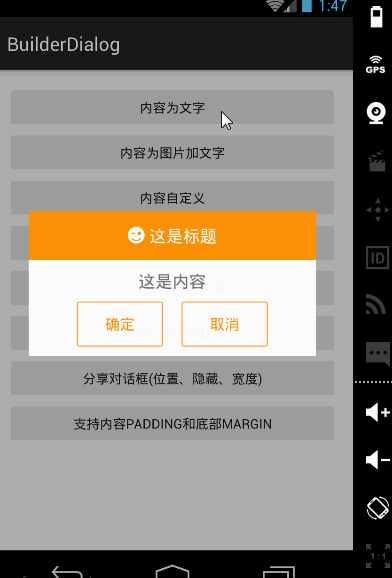 1:47
BuilderDialog
GPS
内容为文字
内容为图片加文字
内容自定义
ID
这是标题
这是内容
确定
取消
分享对话框(位置、隐藏、宽度)
支持内容PADDING和底部MARGIN
1:1